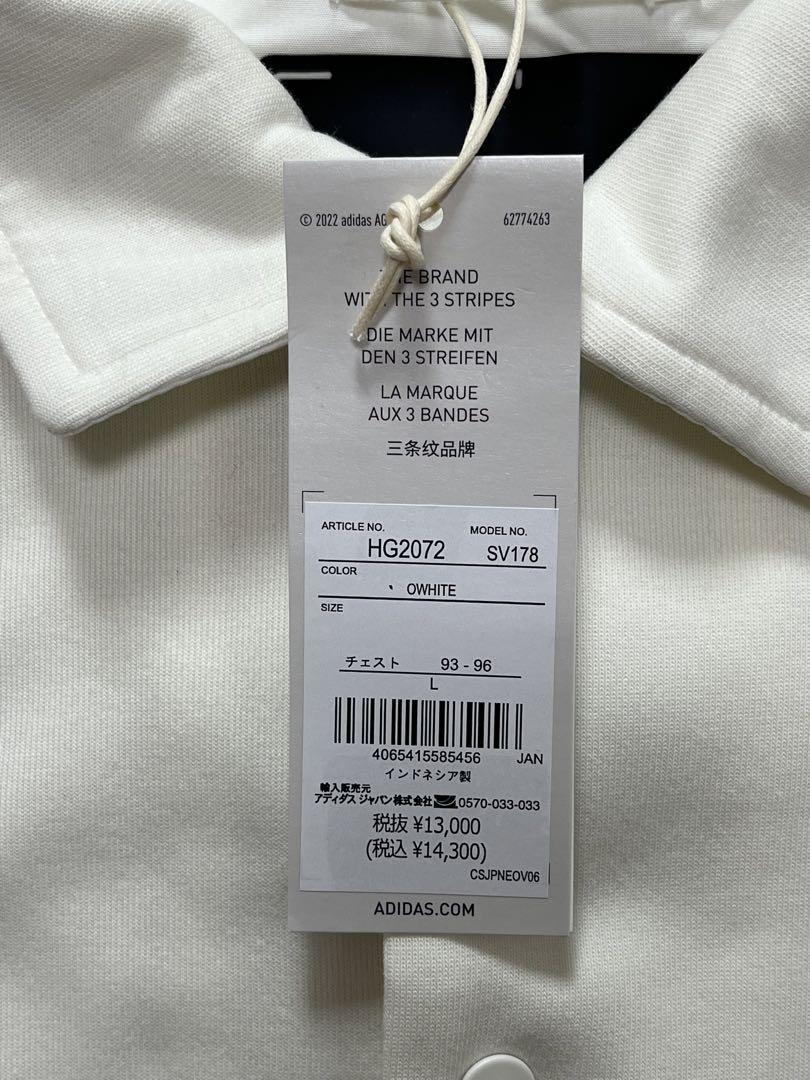 © 2022 adidas AG 62774263
THE BRAND
WITH THE 3 STRIPES
DIE MARKE MIT
DEN 3 STREIFEN
LA MARQUE
AUX 3 BANDES
三条纹品牌
ARTICLE NO. MODEL NO.
HG2072 SV178
COLOR
、 OWHITE
SIZE
チェスト 93 - 96
L
4065415585456 JAN
インドネシア製
輸入販売元
アディダス ジャパン株式会社 0570-033-033
税抜 ¥13,000
(税込 ¥14,300)
CSJPNEOV06
ADIDAS.COM